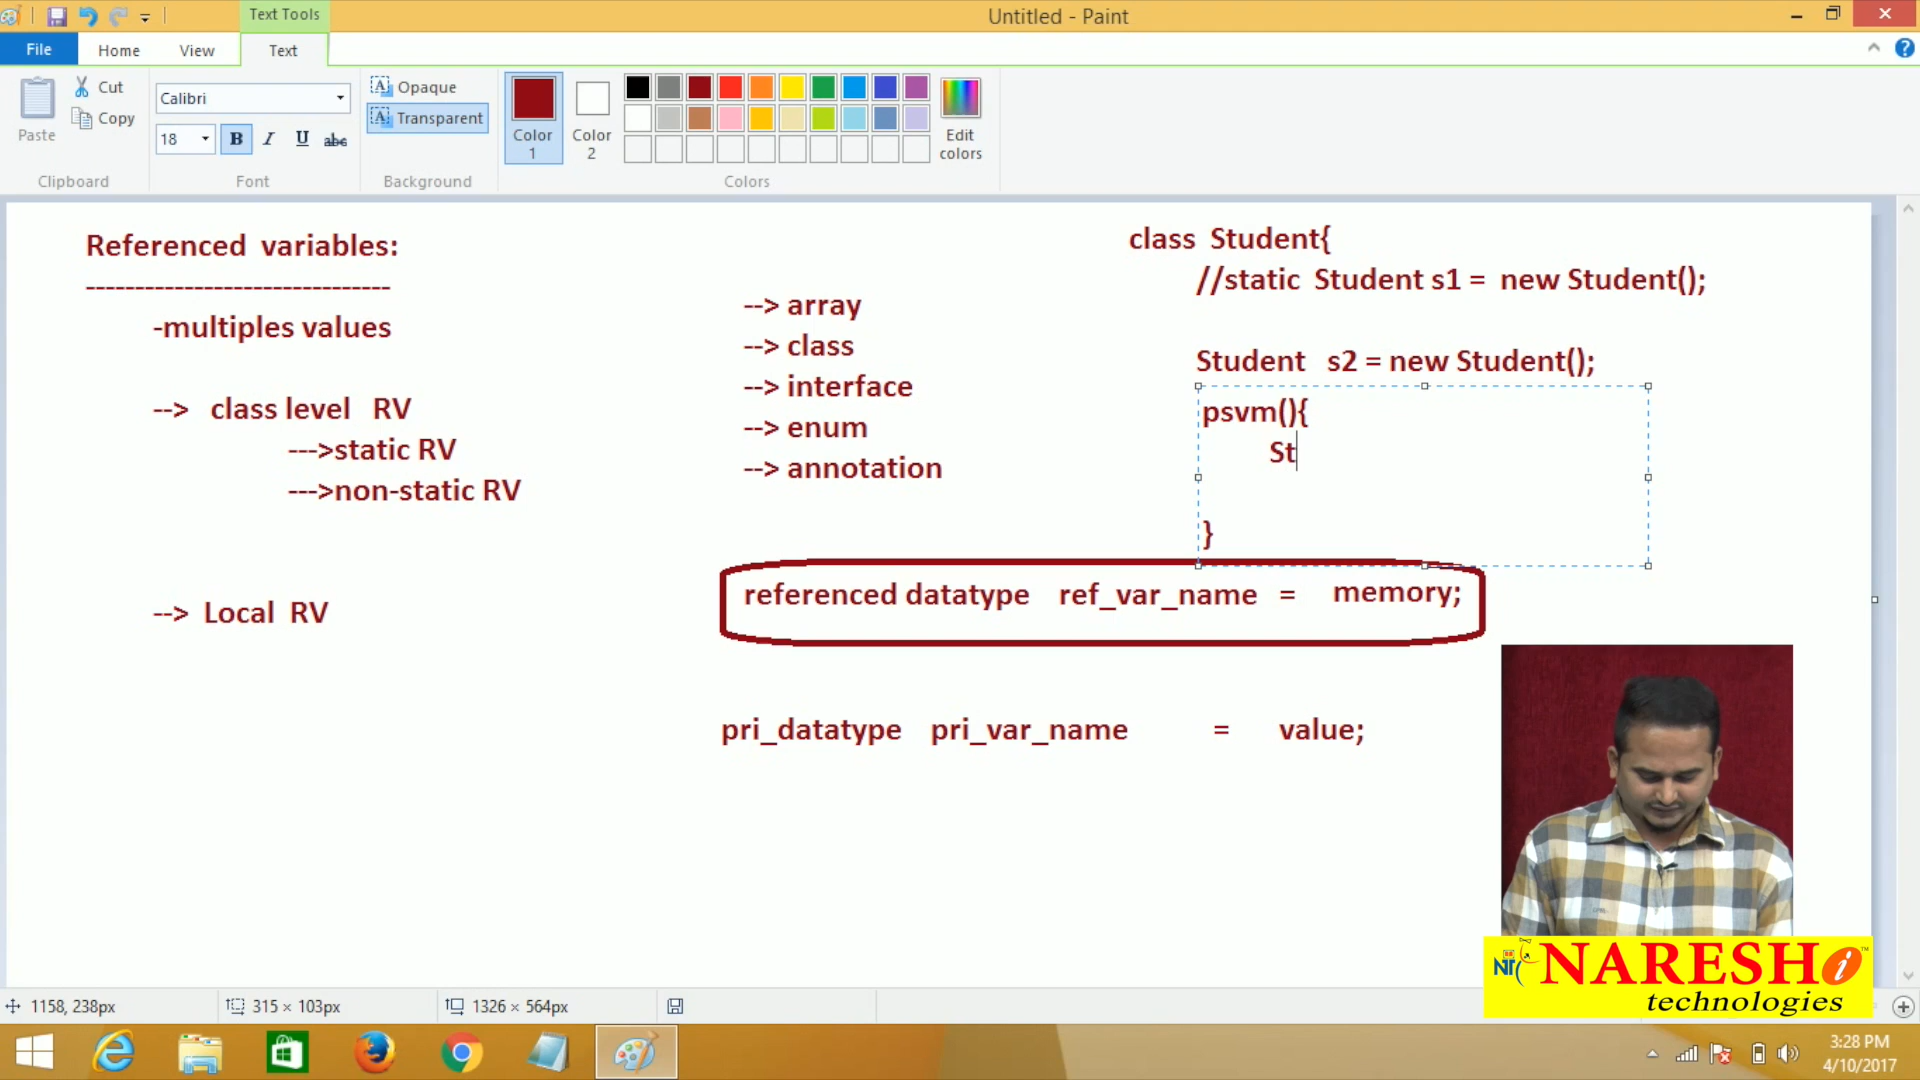 Text Tools
Untitled - Paint
File
Home
View
Text
Paste
Cut
Copy
Clipboard
Calibri
18
B
I
U
abc
Font
A Opaque
A Transparent
Background
Color
1
Color
2
Edit
colors
Colors
Referenced variables:
-------------------------------
-multiples values
--> class level RV
--->static RV
--->non-static RV
--> Local RV
--> array
--> class
--> interface
--> enum
--> annotation
class Student{
//static Student s1 = new Student();
Student s2 = new Student();
psvm(){
St
}
referenced datatype ref_var_name = memory;
pri_datatype pri_var_name = value;
NT
NARESH i ™
technologies
1158, 238px
315 × 103px
1326 × 564px
3:28 PM
4/10/2017